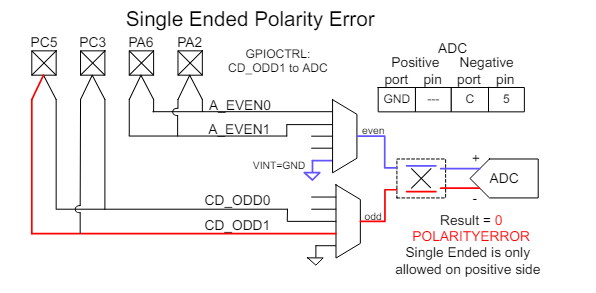 Single Ended Polarity Error
PC5 PC3 PA6 PA2
GPIOCTRL:
CD_ODD1 to ADC
ADC
Positive Negative
port pin port pin
GND --- C 5
A_EVEN0
A_EVEN1
even
VINT=GND
+
ADC
-
CD_ODD0
odd
CD_ODD1
Result = 0
POLARITYERROR
Single Ended is only
allowed on positive side